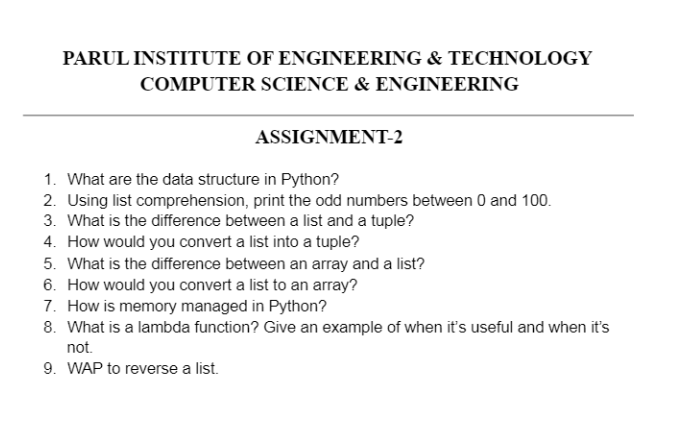 PARUL INSTITUTE OF ENGINEERING & TECHNOLOGY
COMPUTER SCIENCE & ENGINEERING
ASSIGNMENT-2
1. What are the data structure in Python?
2. Using list comprehension, print the odd numbers between 0 and 100.
3. What is the difference between a list and a tuple?
4. How would you convert a list into a tuple?
5. What is the difference between an array and a list?
6. How would you convert a list to an array?
7. How is memory managed in Python?
8. What is a lambda function? Give an example of when it's useful and when it's
not.
9. WAP to reverse a list.